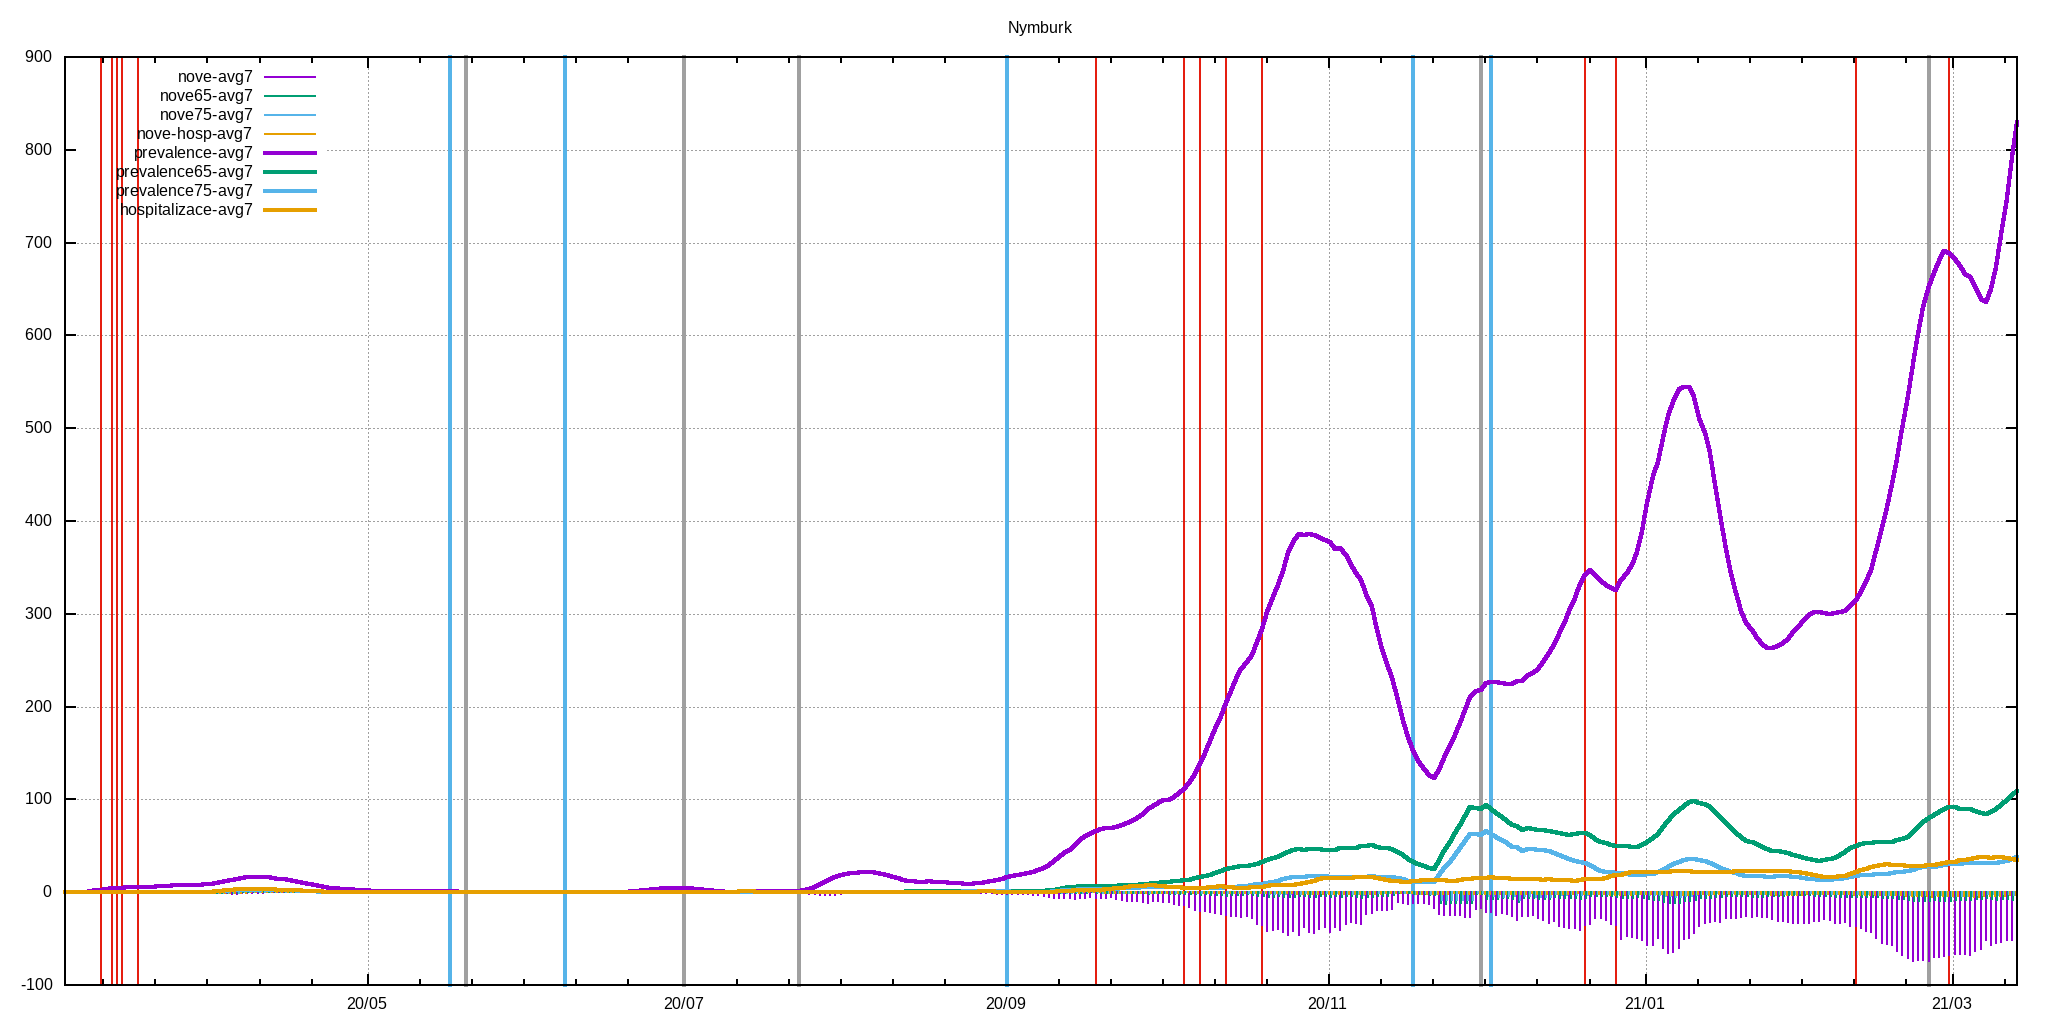 Nymburk
900
800
700
600
500
400
300
200
100
0
-100
nove-avg7
nove65-avg7
nove75-avg7
nove-hosp-avg7
prevalence-avg7
prevalence65-avg7
prevalence75-avg7
hospitalizace-avg7
20/05 20/07 20/09 20/11 21/01 21/03